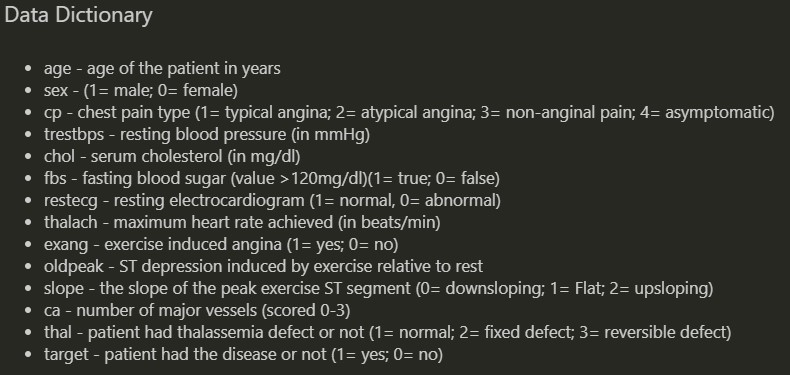 Data Dictionary
• age - age of the patient in years
• sex - (1= male; 0= female)
• cp - chest pain type (1= typical angina; 2= atypical angina; 3= non-anginal pain; 4= asymptomatic)
• trestbps - resting blood pressure (in mmHg)
• chol - serum cholesterol (in mg/dl)
• fbs - fasting blood sugar (value >120mg/dl)(1= true; 0= false)
• restecg - resting electrocardiogram (1= normal, 0= abnormal)
• thalach - maximum heart rate achieved (in beats/min)
• exang - exercise induced angina (1= yes; 0= no)
• oldpeak - ST depression induced by exercise relative to rest
• slope - the slope of the peak exercise ST segment (0= downsloping; 1= Flat; 2= upsloping)
• ca - number of major vessels (scored 0-3)
• thal - patient had thalassemia defect or not (1= normal; 2= fixed defect; 3= reversible defect)
• target - patient had the disease or not (1= yes; 0= no)